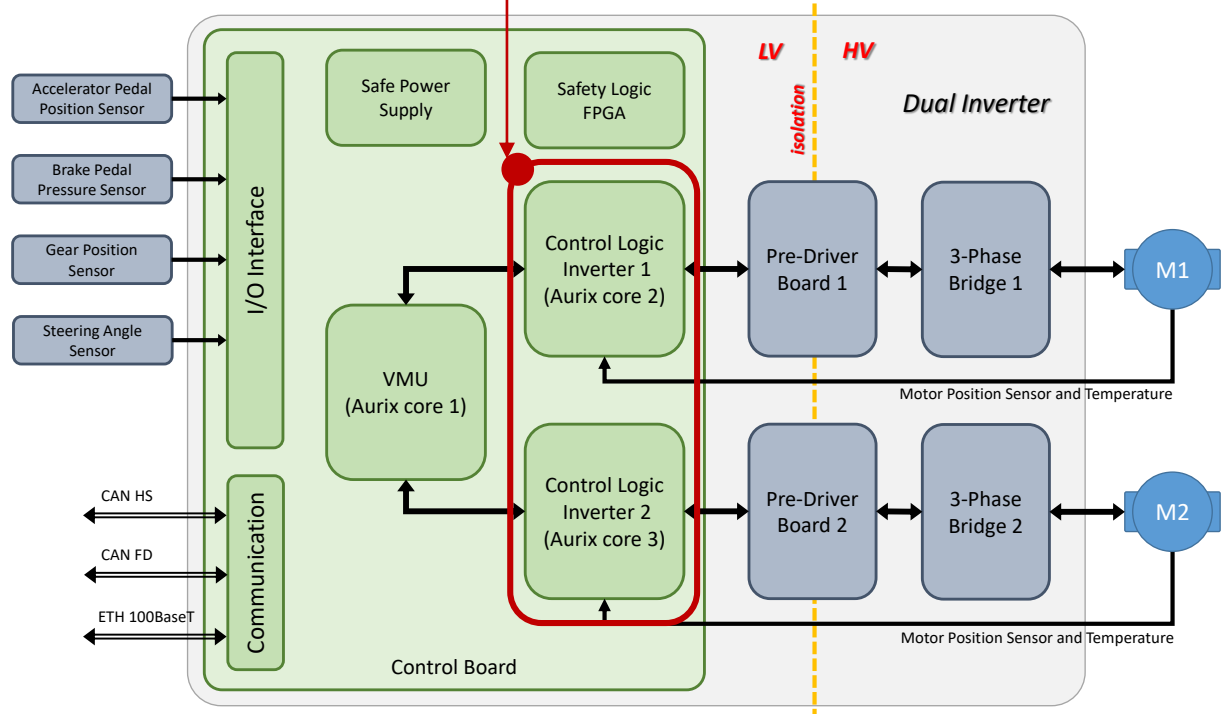 LV
HV
isolation
Dual Inverter
Accelerator Pedal
Position Sensor
Brake Pedal
Pressure Sensor
Gear Position
Sensor
Steering Angle
Sensor
I/O Interface
Safe Power
Supply
Safety Logic
FPGA
Control Logic
Inverter 1
(Aurix core 2)
Pre-Driver
Board 1
3-Phase
Bridge 1
M1
Motor Position Sensor and Temperature
VMU
(Aurix core 1)
Control Logic
Inverter 2
(Aurix core 3)
Pre-Driver
Board 2
3-Phase
Bridge 2
M2
Motor Position Sensor and Temperature
CAN HS
CAN FD
ETH 100BaseT
Communication
Control Board